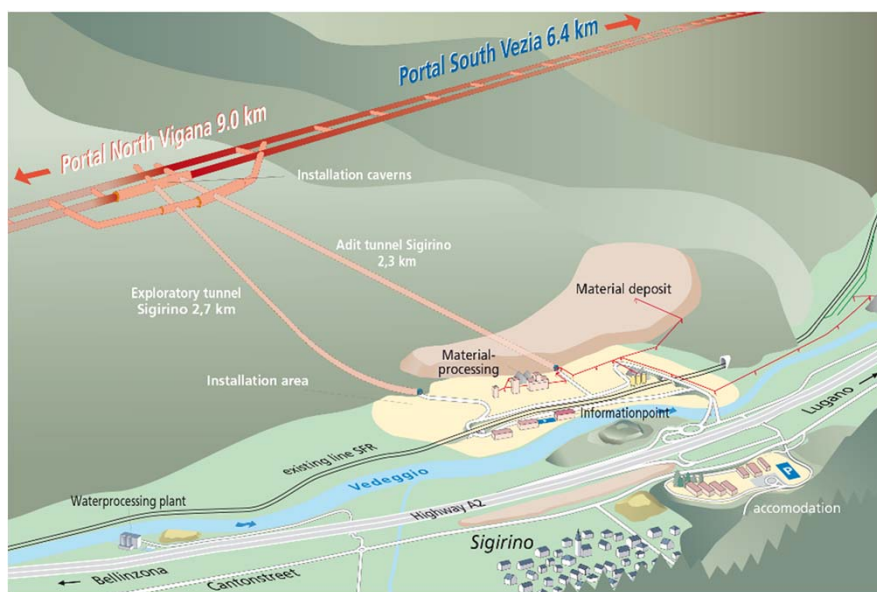 Portal South Vezia 6.4 km
Portal North Vigana 9.0 km
Installation caverns
Adit tunnel Sigirino
2,3 km
Exploratory tunnel
Sigirino 2,7 km
Material deposit
Material-
processing
Installation area
Informationpoint
Lugano
existing line SFR
Vedeggio
P
Waterprocessing plant
Highway A2
accomodation
Sigirino
Bellinzona
Cantonstreet